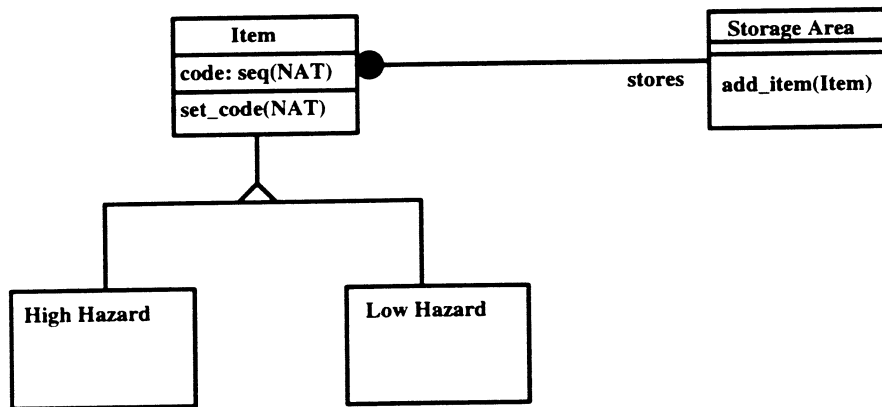 Item
code: seq(NAT)
set_code(NAT)
stores
Storage Area
add_item(Item)
High Hazard
Low Hazard